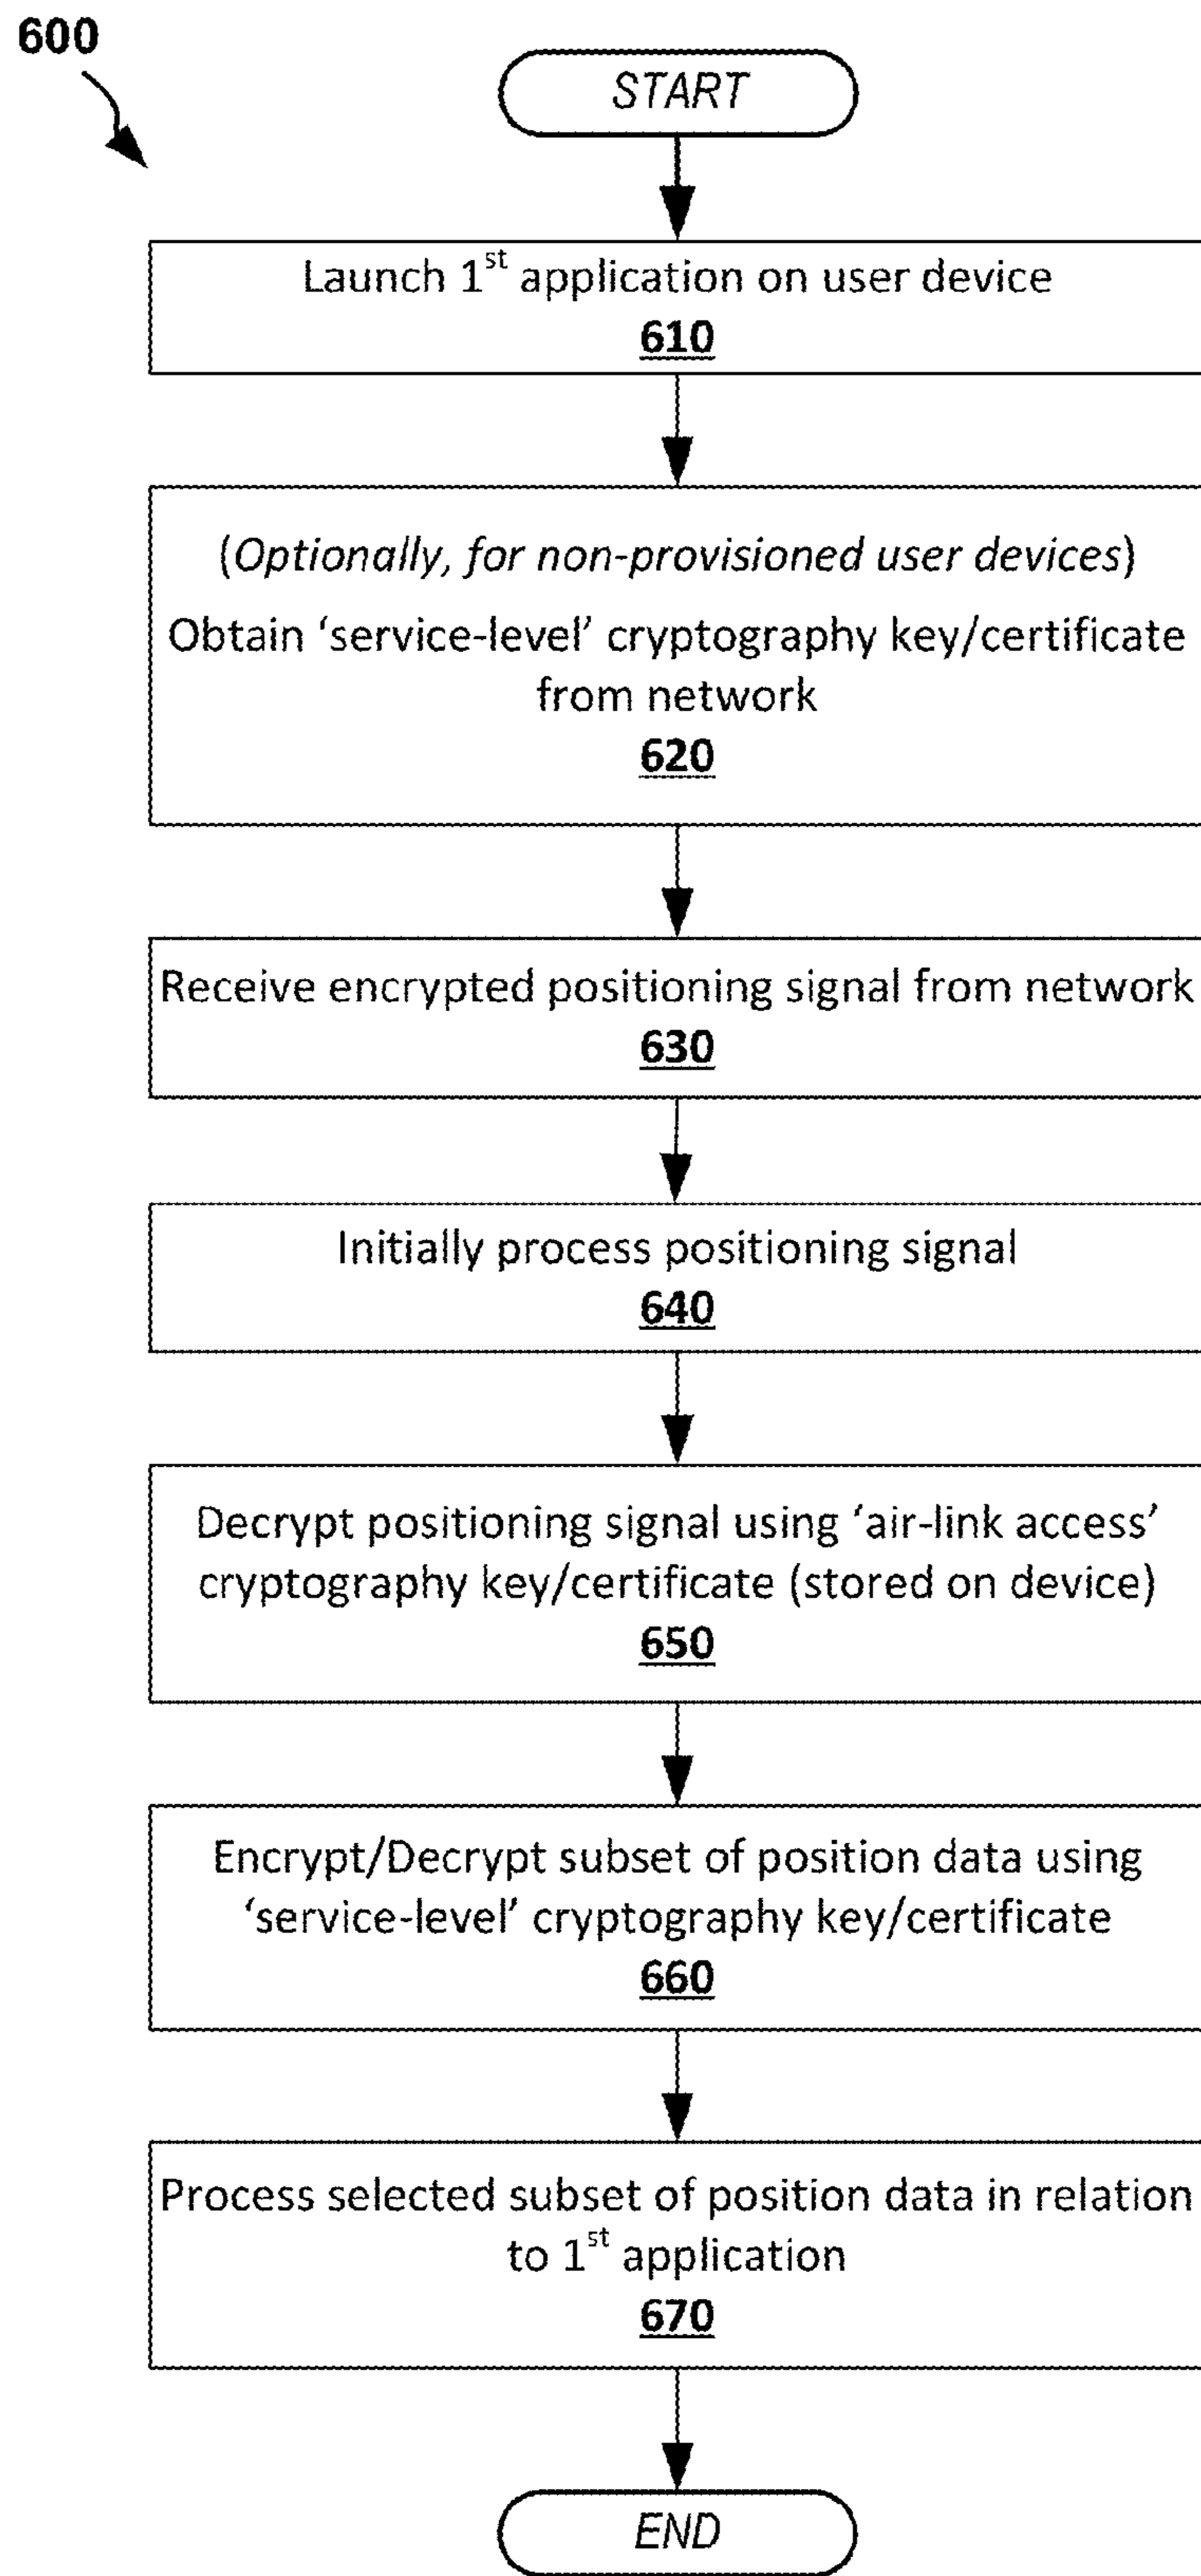 600
START
Launch 1st application on user device
610
(Optionally, for non-provisioned user devices)
Obtain ‘service-level’ cryptography key/certificate
from network
620
Receive encrypted positioning signal from network
630
Initially process positioning signal
640
Decrypt positioning signal using ‘air-link access’
cryptography key/certificate (stored on device)
650
Encrypt/Decrypt subset of position data using
‘service-level’ cryptography key/certificate
660
Process selected subset of position data in relation
to 1st application
670
END